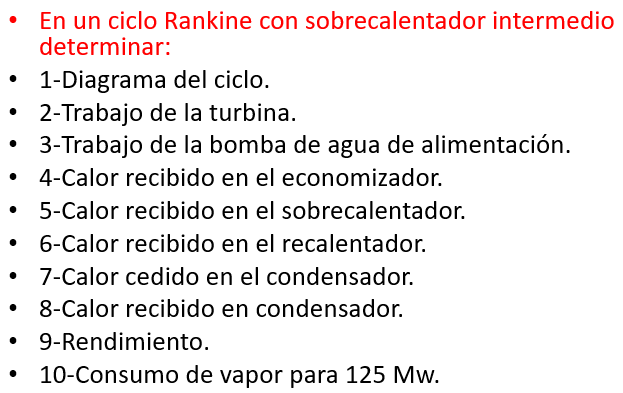 • En un ciclo Rankine con sobrecalentador intermedio
determinar:
• 1-Diagrama del ciclo.
• 2-Trabajo de la turbina.
• 3-Trabajo de la bomba de agua de alimentación.
• 4-Calor recibido en el economizador.
• 5-Calor recibido en el sobrecalentador.
• 6-Calor recibido en el recalentador.
• 7-Calor cedido en el condensador.
• 8-Calor recibido en condensador.
• 9-Rendimiento.
• 10-Consumo de vapor para 125 Mw.